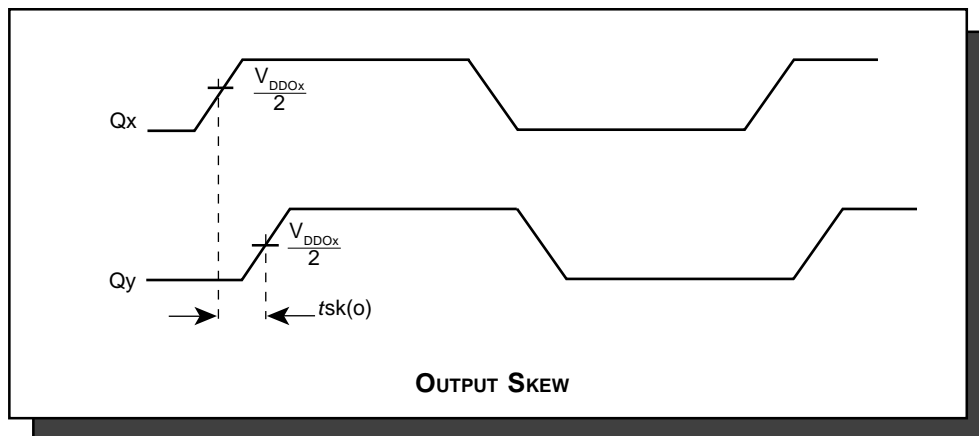 Qx
V_DDOx
2
Qy
V_DDOx
2
tsk(o)
OUTPUT SKEW